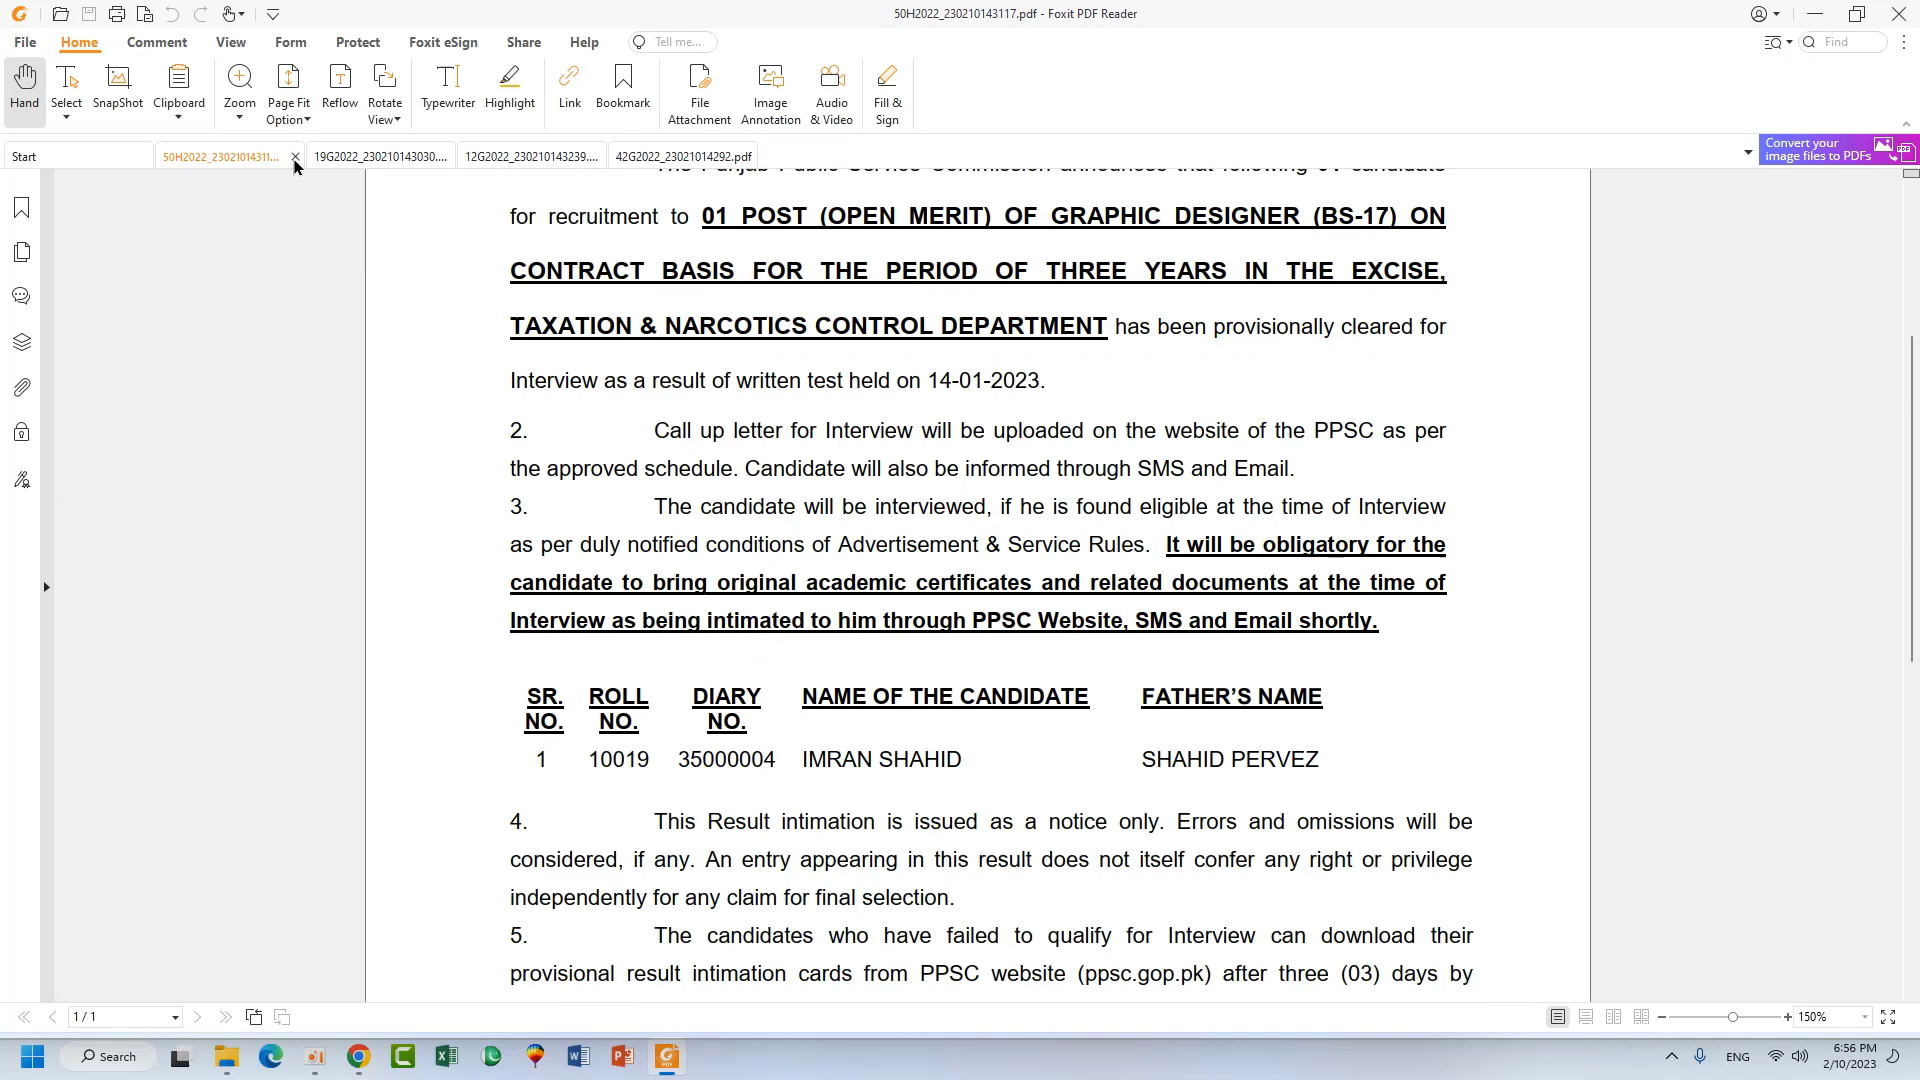 50H2022_230210143117.pdf - Foxit PDF Reader
File Home Comment View Form Protect Foxit eSign Share Help Tell me... Find
Hand Select SnapShot Clipboard Zoom Page Fit Option Reflow Rotate View Typewriter Highlight Link Bookmark File Attachment Image Annotation Audio & Video Fill & Sign
Start 50H2022_23021014311... 19G2022_230210143030.... 12G2022_230210143239.... 42G2022_23021014292.pdf
Convert your
image files to PDFs
for recruitment to 01 POST (OPEN MERIT) OF GRAPHIC DESIGNER (BS-17) ON
CONTRACT BASIS FOR THE PERIOD OF THREE YEARS IN THE EXCISE,
TAXATION & NARCOTICS CONTROL DEPARTMENT has been provisionally cleared for
Interview as a result of written test held on 14-01-2023.
2. Call up letter for Interview will be uploaded on the website of the PPSC as per
the approved schedule. Candidate will also be informed through SMS and Email.
3. The candidate will be interviewed, if he is found eligible at the time of Interview
as per duly notified conditions of Advertisement & Service Rules. It will be obligatory for the
candidate to bring original academic certificates and related documents at the time of
Interview as being intimated to him through PPSC Website, SMS and Email shortly.
SR. ROLL DIARY NAME OF THE CANDIDATE FATHER'S NAME
NO. NO. NO.
1 10019 35000004 IMRAN SHAHID SHAHID PERVEZ
4. This Result intimation is issued as a notice only. Errors and omissions will be
considered, if any. An entry appearing in this result does not itself confer any right or privilege
independently for any claim for final selection.
5. The candidates who have failed to qualify for Interview can download their
provisional result intimation cards from PPSC website (ppsc.gop.pk) after three (03) days by
1 / 1 150%
Search ENG 6:56 PM
2/10/2023